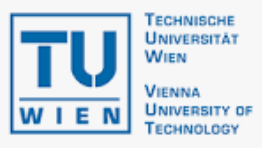 TU
WIEN
TECHNISCHE
UNIVERSITÄT
WIEN
VIENNA
UNIVERSITY OF
TECHNOLOGY